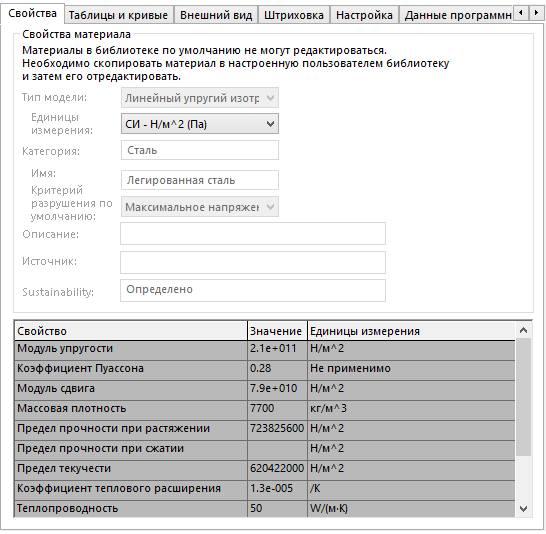 Свойства Таблицы и кривые Внешний вид Штриховка Настройка Данные программн
Свойства материала
Материалы в библиотеке по умолчанию не могут редактироваться.
Необходимо скопировать материал в настроенную пользователем библиотеку
и затем его отредактировать.
Тип модели: Линейный упругий изотр
Единицы измерения: СИ - Н/м^2 (Па)
Категория: Сталь
Имя: Легированная сталь
Критерий разрушения по умолчанию: Максимальное напряжен
Описание:
Источник:
Sustainability: Определено
Свойство Значение Единицы измерения
Модуль упругости 2.1e+011 Н/м^2
Коэффициент Пуассона 0.28 Не применимо
Модуль сдвига 7.9e+010 Н/м^2
Массовая плотность 7700 кг/м^3
Предел прочности при растяжении 723825600 Н/м^2
Предел прочности при сжатии Н/м^2
Предел текучести 620422000 Н/м^2
Коэффициент теплового расширения 1.3e-005 /K
Теплопроводность 50 W/(м·K)